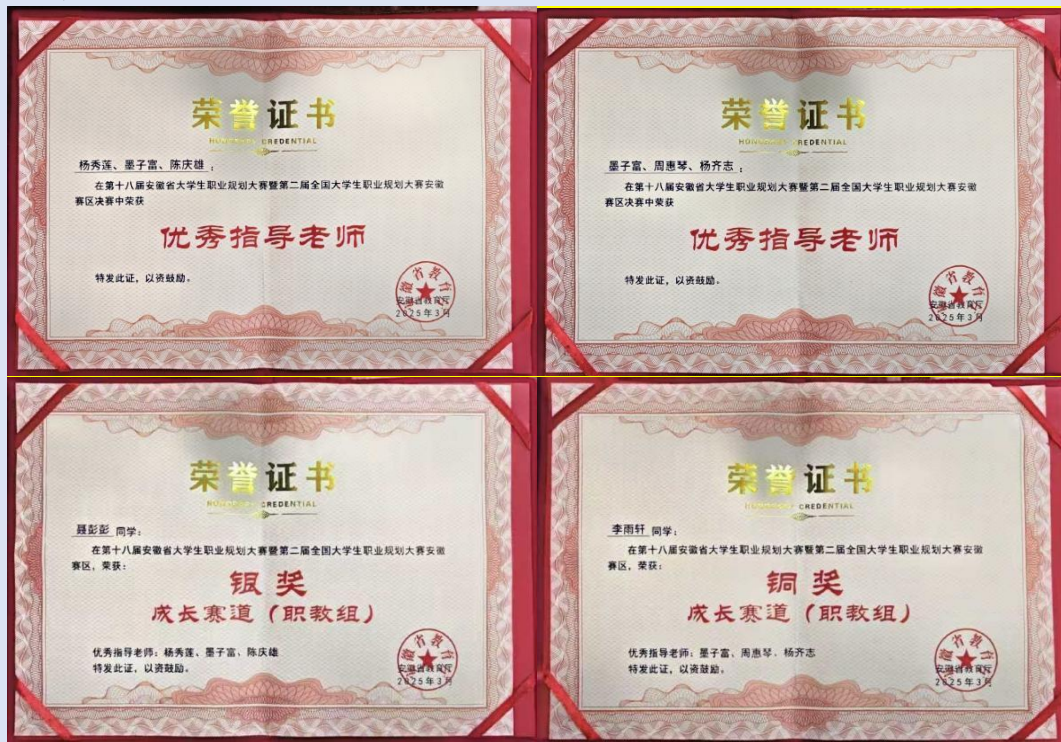 荣誉证书
HONORARY CREDENTIAL
杨秀莲、墨子富、陈庆雄：
在第十八届安徽省大学生职业规划大赛暨第二届全国大学生职业规划大赛安徽
赛区决赛中荣获
优秀指导老师
特发此证，以资鼓励。
安徽省教育厅
2025年3月
荣誉证书
HONORARY CREDENTIAL
墨子富、周惠琴、杨齐志：
在第十八届安徽省大学生职业规划大赛暨第二届全国大学生职业规划大赛安徽
赛区决赛中荣获
优秀指导老师
特发此证，以资鼓励。
安徽省教育厅
2025年3月
荣誉证书
HONORARY CREDENTIAL
聂彭彭 同学：
在第十八届安徽省大学生职业规划大赛暨第二届全国大学生职业规划大赛安徽
赛区，荣获：
银奖
成长赛道（职教组）
优秀指导老师：杨秀莲、墨子富、陈庆雄
特发此证，以资鼓励。
安徽省教育厅
2025年3月
荣誉证书
HONORARY CREDENTIAL
李雨轩 同学：
在第十八届安徽省大学生职业规划大赛暨第二届全国大学生职业规划大赛安徽
赛区，荣获：
铜奖
成长赛道（职教组）
优秀指导老师：墨子富、周惠琴、杨齐志
特发此证，以资鼓励。
安徽省教育厅
2025年3月